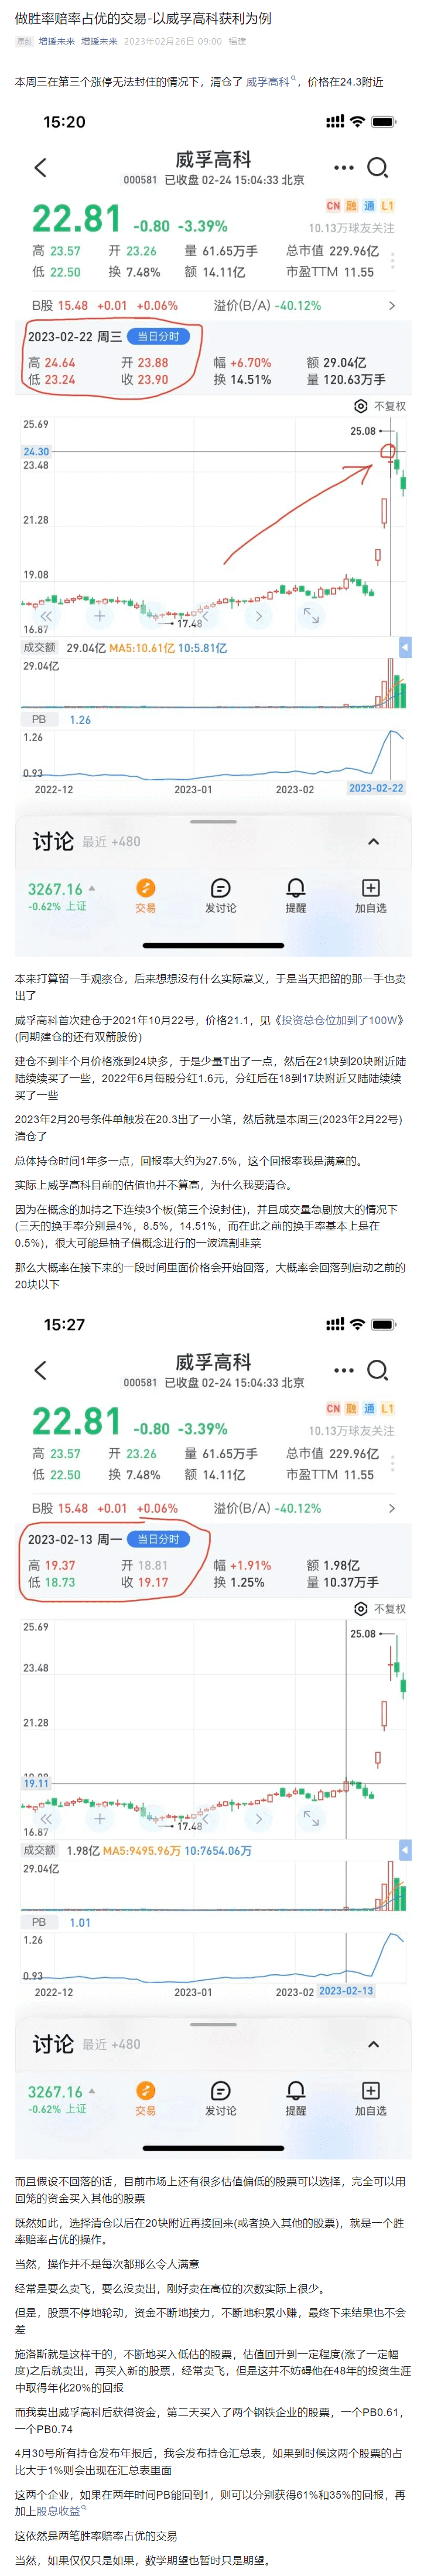 做胜率赔率占优的交易-以威孚高科获利为例
原创 增援未来 增援未来 2023年02月26日 09:00 福建
本周三在第三个涨停无法封住的情况下，清仓了 威孚高科，价格在24.3附近
15:20
威孚高科
000581 已收盘 02-24 15:04:33 北京
22.81 -0.80 -3.39%
CN 融 通 L1
10.13万球友关注
高 23.57 开 23.26 量 61.65万手 总市值 229.96亿
低 22.50 换 7.48% 额 14.11亿 市盈TTM 11.55
B股 15.48 +0.01 +0.06% 溢价(B/A) -40.12%
2023-02-22 周三 当日分时
高 24.64 开 23.88 幅 +6.70% 额 29.04亿
低 23.24 收 23.90 换 14.51% 量 120.63万手
不复权
25.69
25.08
24.30
23.48
21.28
19.08
17.48
16.87
成交额 29.04亿 MA5:10.61亿 10:5.81亿
29.04亿
PB 1.26
1.26
0.93
2022-12 2023-01 2023-02 2023-02-22
讨论 最近 +480
3267.16
-0.62% 上证
交易 发讨论 提醒 加自选
本来打算留一手观察仓，后来想想没有什么实际意义，于是当天把留的那一手也卖
出了
威孚高科首次建仓于2021年10月22号，价格21.1，见《投资总仓位加到了100W》
(同期建仓的还有双箭股份)
建仓不到半个月价格涨到24块多，于是少量T出了一点，然后在21块到20块附近陆
陆续续买了一些，2022年6月每股分红1.6元，分红后在18到17块附近又陆陆续续
买了一些
2023年2月20号条件单触发在20.3出了一小笔，然后就是本周三(2023年2月22号)
清仓了
总体持仓时间1年多一点，回报率大约为27.5%，这个回报率我是满意的。
实际上威孚高科目前的估值也并不算高，为什么我要清仓。
因为在概念的加持之下连续3个板(第三个没封住)，并且成交量急剧放大的情况下
(三天的换手率分别是4%，8.5%，14.51%，而在此之前的换手率基本上是在
0.5%)，很大可能是柚子借概念进行的一波流割韭菜
那么大概率在接下来的一段时间里面价格会开始回落，大概率会回落到启动之前的
20块以下
15:27
威孚高科
000581 已收盘 02-24 15:04:33 北京
22.81 -0.80 -3.39%
CN 融 通 L1
10.13万球友关注
高 23.57 开 23.26 量 61.65万手 总市值 229.96亿
低 22.50 换 7.48% 额 14.11亿 市盈TTM 11.55
B股 15.48 +0.01 +0.06% 溢价(B/A) -40.12%
2023-02-13 周一 当日分时
高 19.37 开 18.81 幅 +1.91% 额 1.98亿
低 18.73 收 19.17 换 1.25% 量 10.37万手
不复权
25.69
25.08
23.48
21.28
19.11
17.48
16.87
成交额 1.98亿 MA5:9495.96万 10:7654.06万
29.04亿
PB 1.01
1.26
0.93
2022-12 2023-01 2023-02 2023-02-13
讨论 最近 +480
3267.16
-0.62% 上证
交易 发讨论 提醒 加自选
而且假设不回落的话，目前市场上还有很多估值偏低的股票可以选择，完全可以用
回笼的资金买入其他的股票
既然如此，选择清仓以后在20块附近再接回来(或者换入其他的股票)，就是一个胜
率赔率占优的操作。
当然，操作并不是每次都那么令人满意
经常是要么卖飞，要么没卖出，刚好卖在高位的次数实际上很少。
但是，股票不停地轮动，资金不断地接力，不断地积累小赚，最终下来结果也不会
差
施洛斯就是这样干的，不断地买入低估的股票，估值回升到一定程度(涨了一定幅
度)之后就卖出，再买入新的股票，经常卖飞，但是这并不妨碍他在48年的投资生涯
中取得年化20%的回报
而我卖出威孚高科后获得资金，第二天买入了两个钢铁企业的股票，一个PB0.61，
一个PB0.74
4月30号所有持仓发布年报后，我会发布持仓汇总表，如果到时候这两个股票的占
比大于1%则会出现在汇总表里面
这两个企业，如果在两年时间PB能回到1，则可以分别获得61%和35%的回报，再
加上股息收益
这依然是两笔胜率赔率占优的交易
当然，如果仅仅只是如果，数学期望也暂时只是期望。